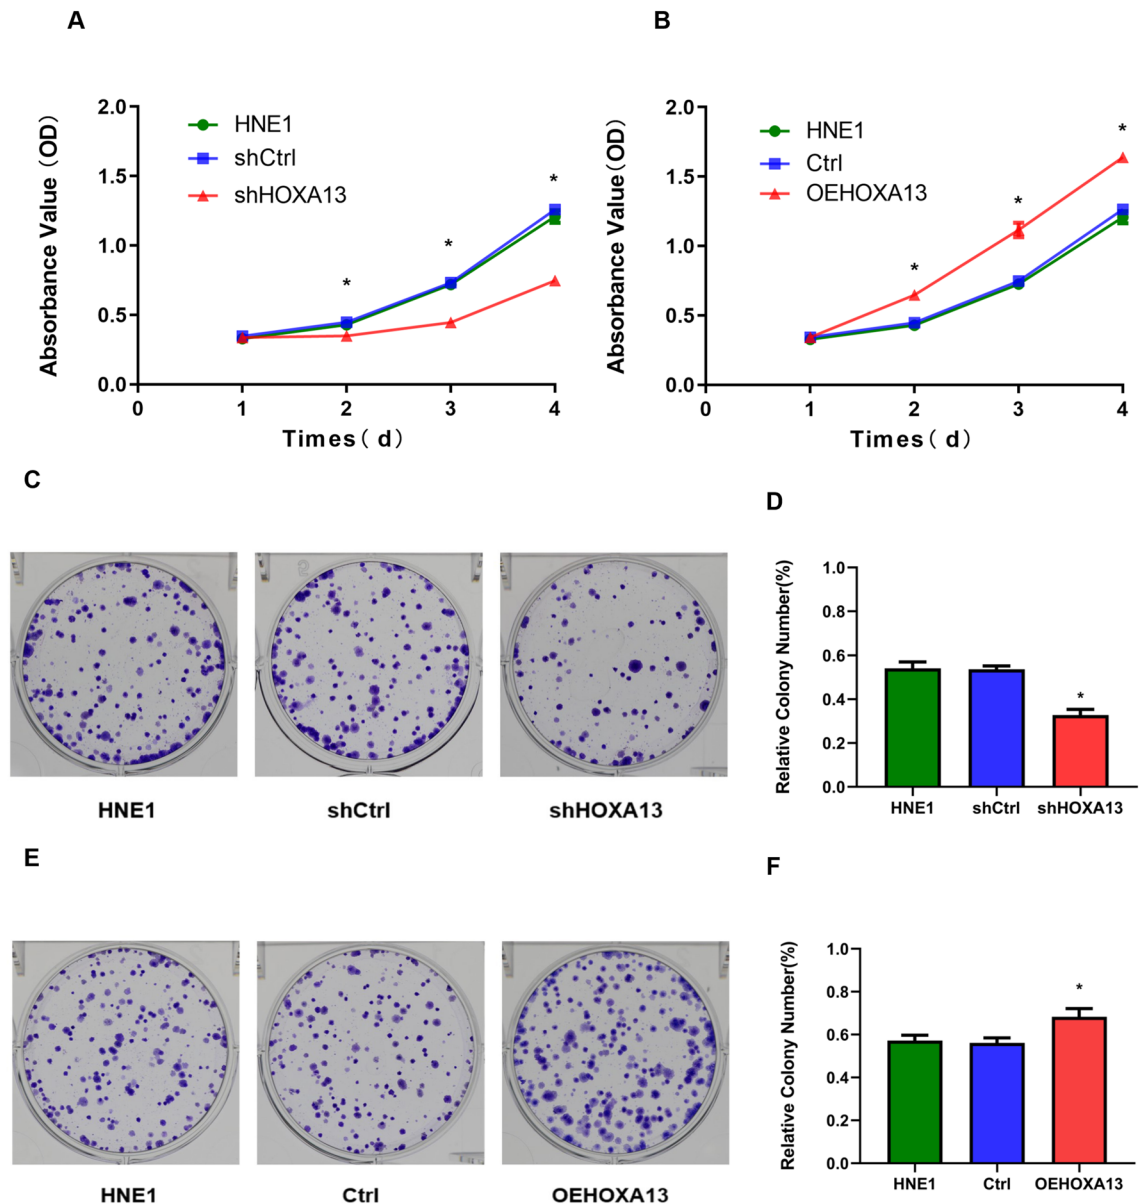 A
B
2.0
1.5
1.0
0.5
0.0
Absorbance Value（OD）
HNE1
shCtrl
shHOXA13
*
*
*
0
1
2
3
4
Times（ d）
2.0
1.5
1.0
0.5
0.0
Absorbance Value（OD）
HNE1
Ctrl
OEHOXA13
*
*
*
0
1
2
3
4
Times（ d）
C
HNE1
shCtrl
shHOXA13
D
1.0
0.8
0.6
0.4
0.2
0.0
Relative Colony Number(%)
*
HNE1
shCtrl
shHOXA13
E
HNE1
Ctrl
OEHOXA13
F
1.0
0.8
0.6
0.4
0.2
0.0
Relative Colony Number(%)
*
HNE1
Ctrl
OEHOXA13